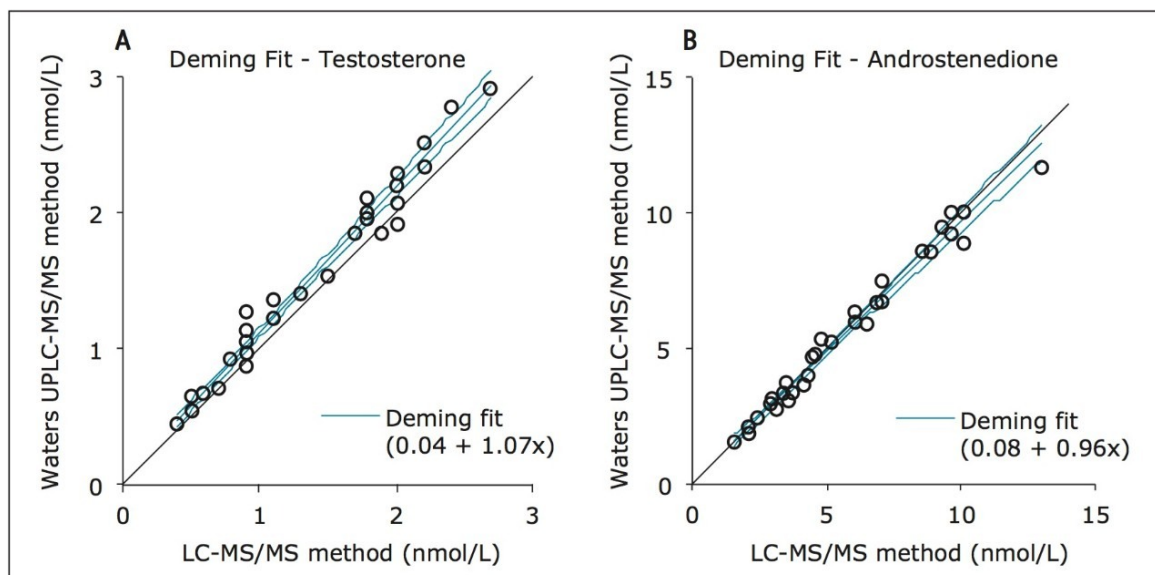 A
Deming Fit - Testosterone
3
2
1
0
0
1
2
3
Waters UPLC-MS/MS method (nmol/L)
LC-MS/MS method (nmol/L)
Deming fit
(0.04 + 1.07x)
B
Deming Fit - Androstenedione
15
10
5
0
0
5
10
15
Waters UPLC-MS/MS method (nmol/L)
LC-MS/MS method (nmol/L)
Deming fit
(0.08 + 0.96x)